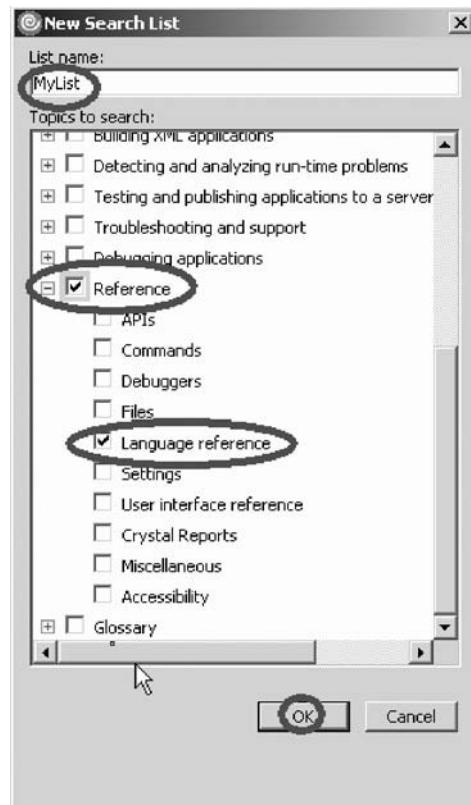 New Search List
List name:
MyList
Topics to search:
Building XML applications
Detecting and analyzing run-time problems
Testing and publishing applications to a server
Troubleshooting and support
Debugging applications
Reference
APIs
Commands
Debuggers
Files
Language reference
Settings
User interface reference
Crystal Reports
Miscellaneous
Accessibility
Glossary
OK Cancel